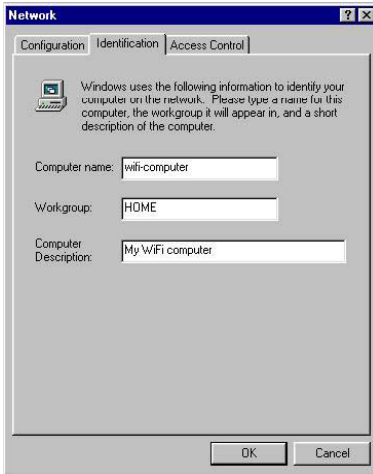 Network
Configuration Identification Access Control
Windows uses the following information to identify your
computer on the network. Please type a name for this
computer, the workgroup it will appear in, and a short
description of the computer.
Computer name: wifi-computer
Workgroup: HOME
Computer
Description: My WiFi computer
OK Cancel